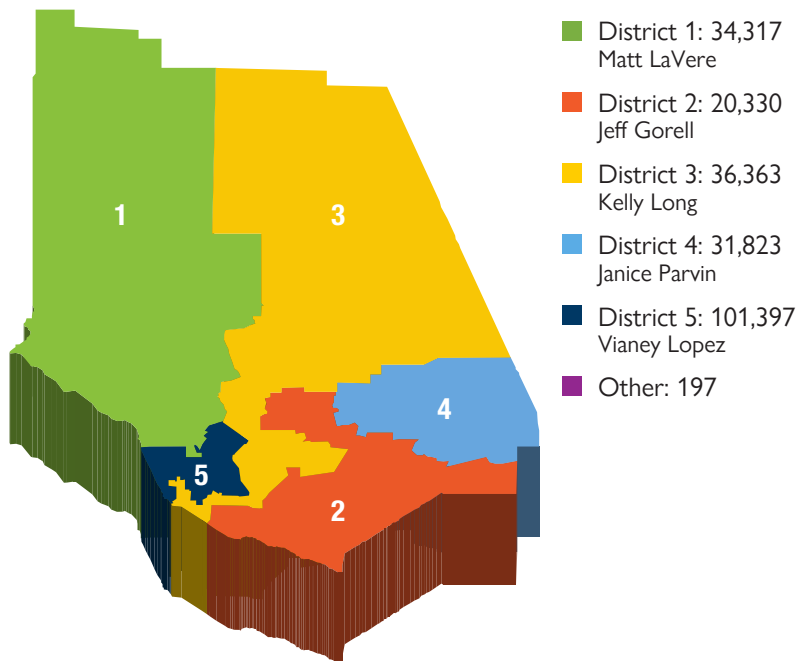 District 1: 34,317
Matt LaVere
District 2: 20,330
Jeff Gorell
District 3: 36,363
Kelly Long
District 4: 31,823
Janice Parvin
District 5: 101,397
Vianey Lopez
Other: 197
1
3
4
5
2